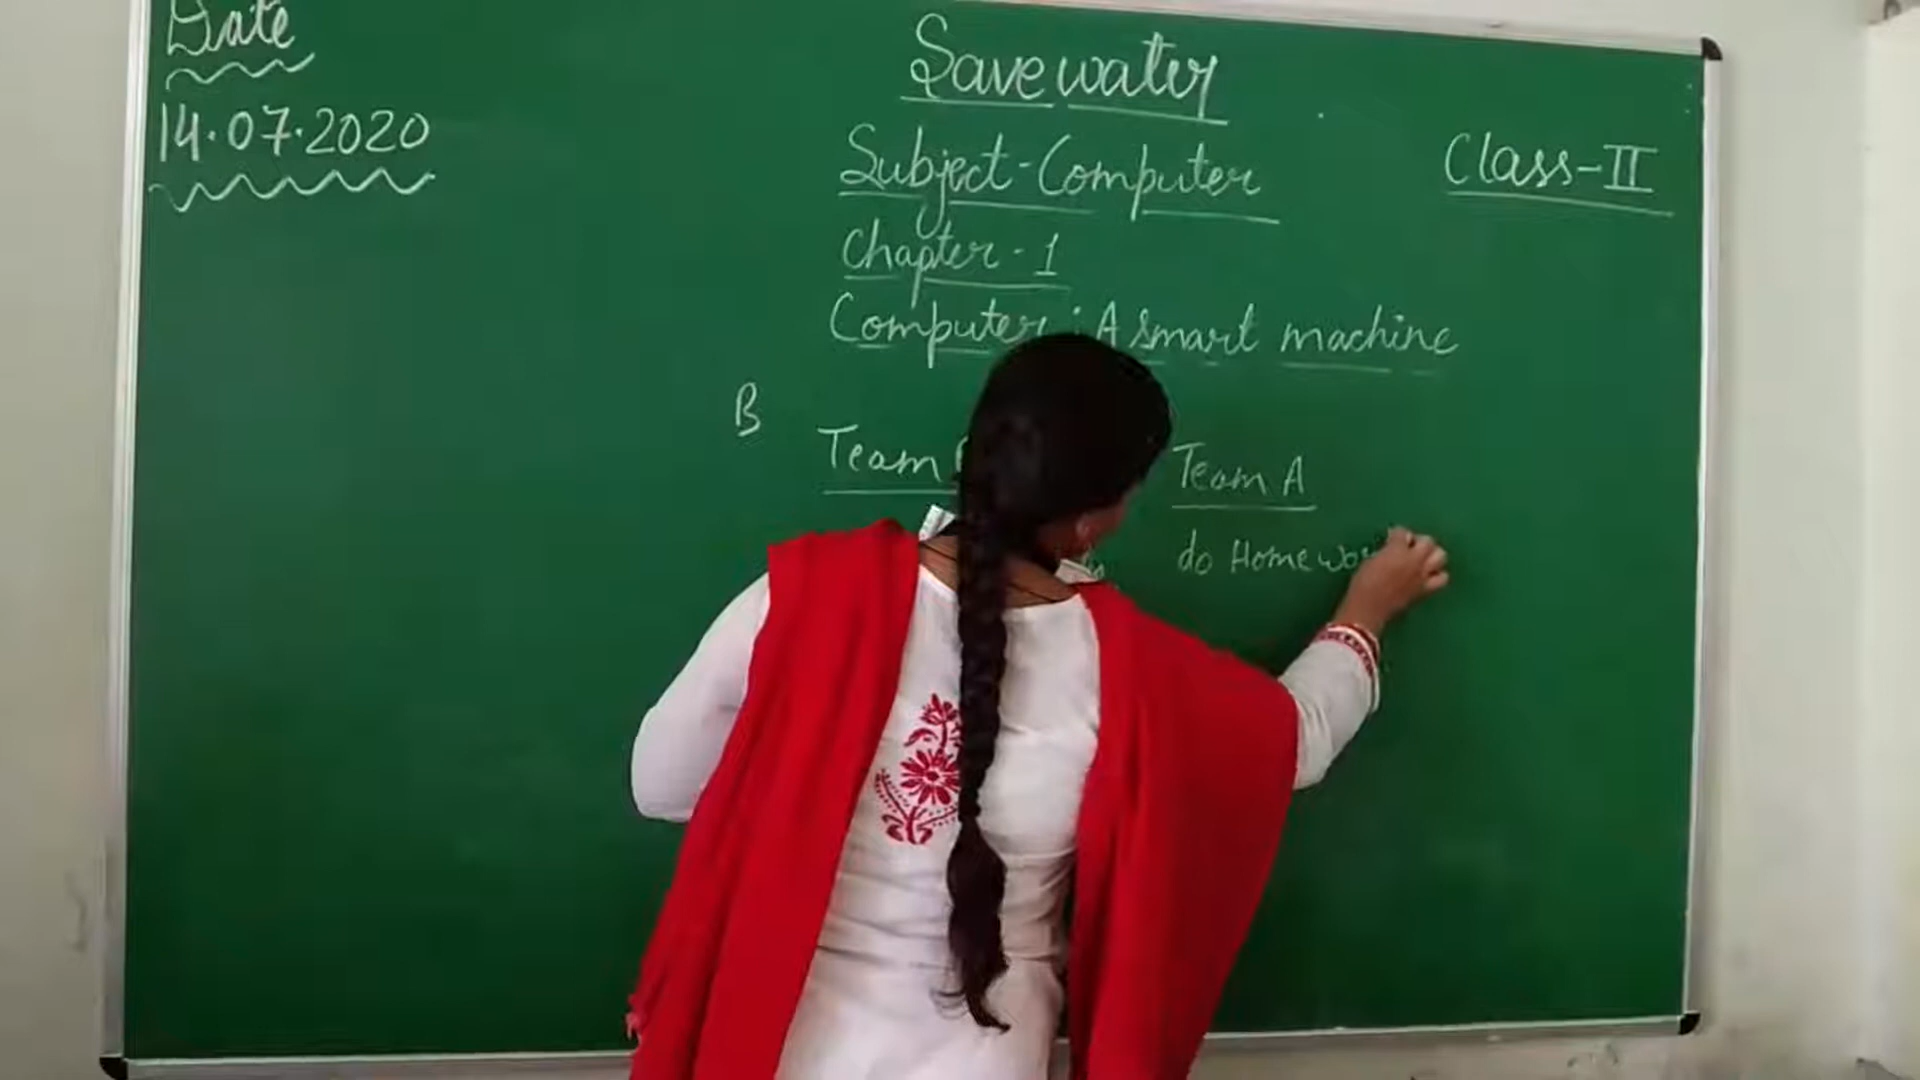 Date
14.07.2020
Save water
Subject-Computer
Class-II
Chapter-1
Computer : A smart machine
B
Team
Team A
do Home wor